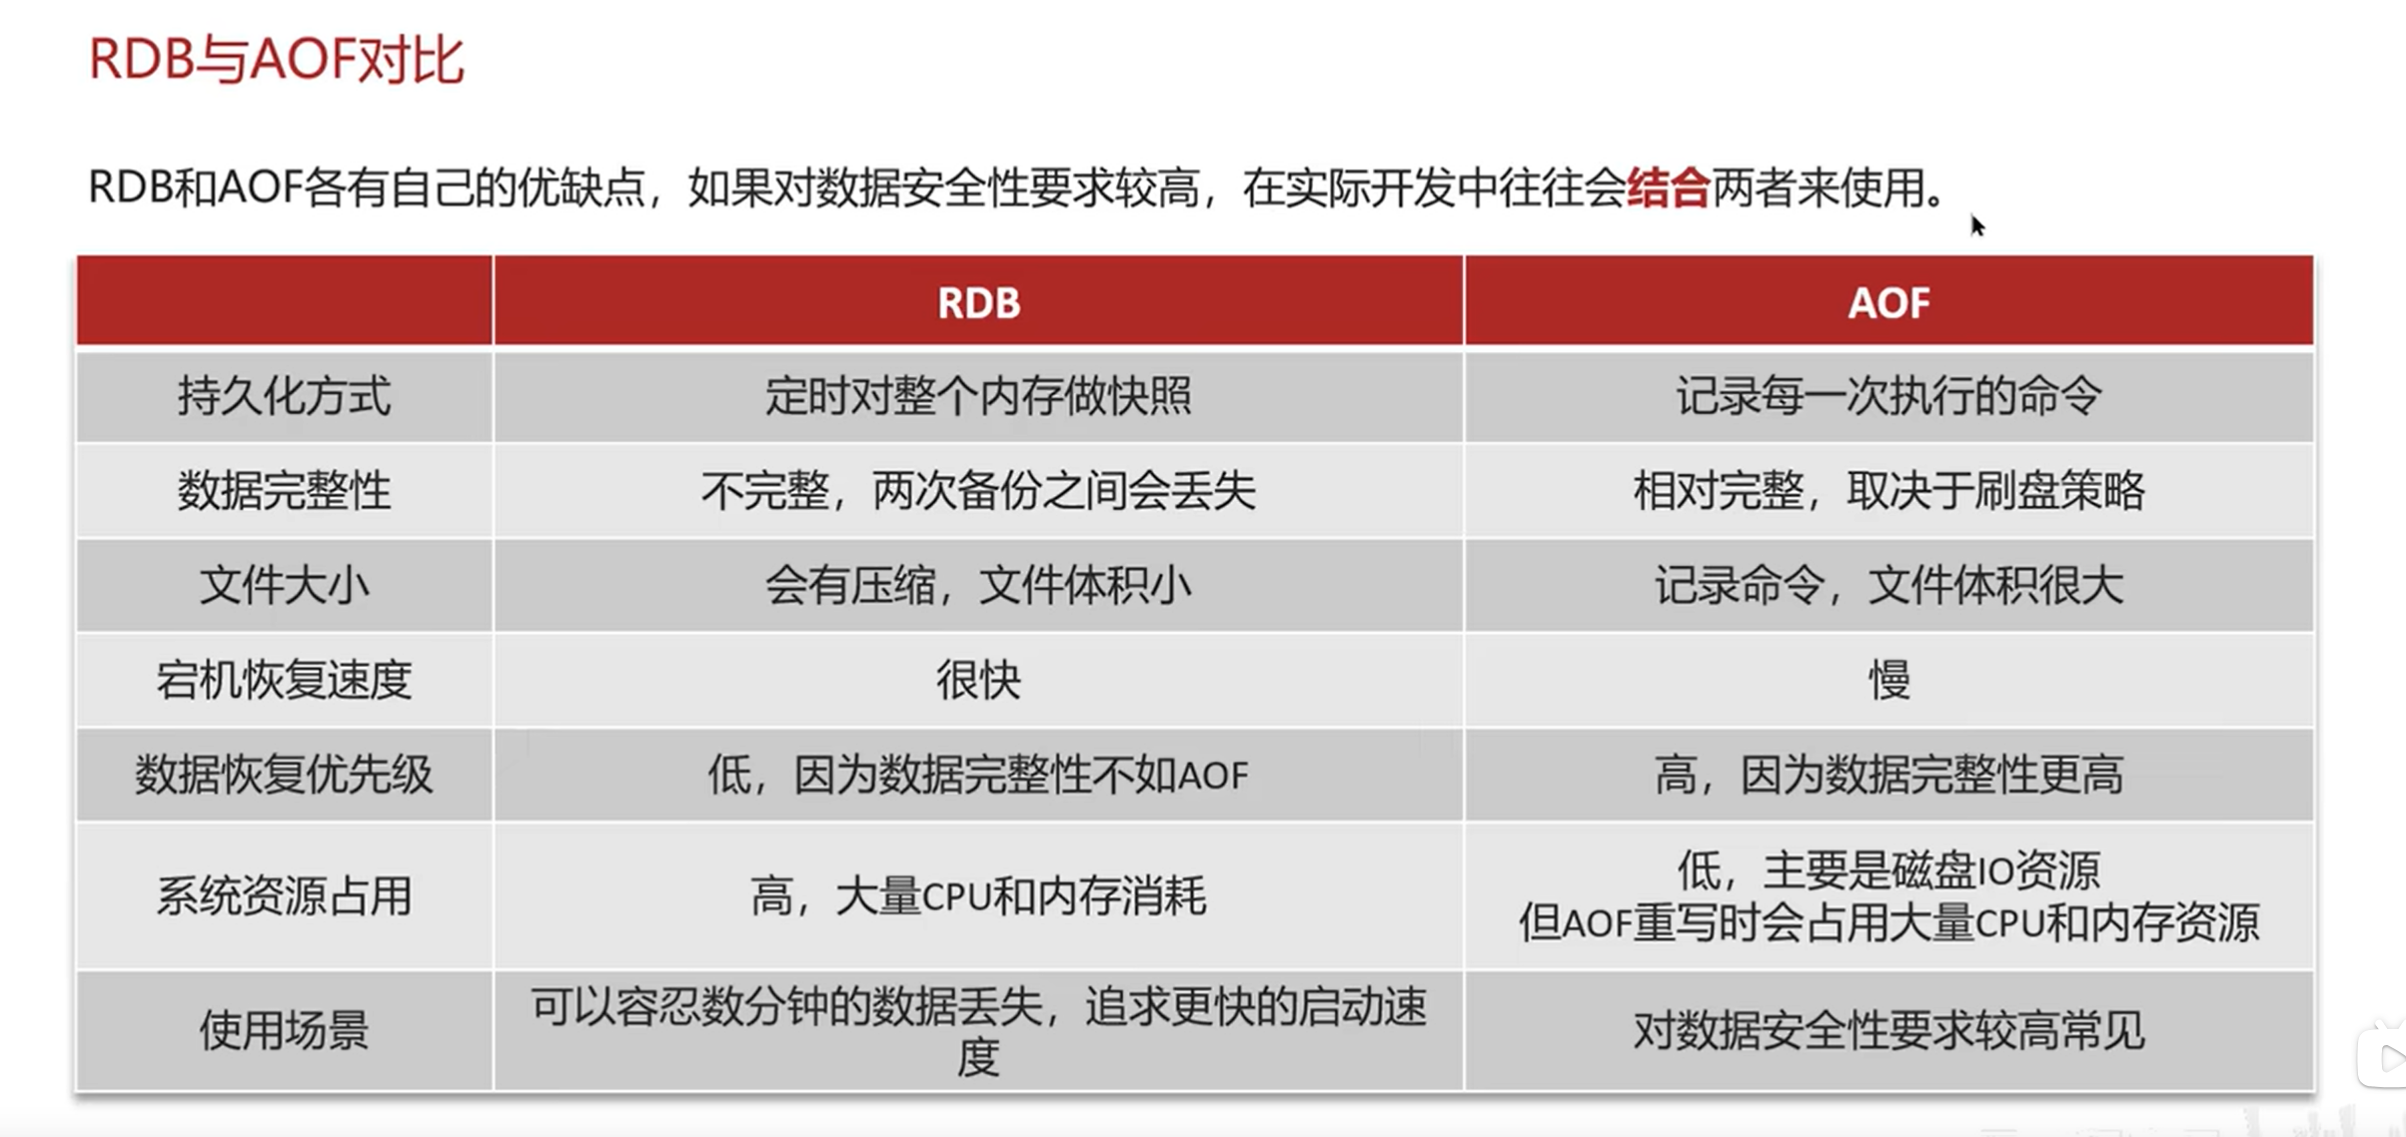 RDB与AOF对比
RDB和AOF各有自己的优缺点，如果对数据安全性要求较高，在实际开发中往往会结合两者来使用。
RDB AOF
持久化方式 定时对整个内存做快照 记录每一次执行的命令
数据完整性 不完整，两次备份之间会丢失 相对完整，取决于刷盘策略
文件大小 会有压缩，文件体积小 记录命令，文件体积很大
宕机恢复速度 很快 慢
数据恢复优先级 低，因为数据完整性不如AOF 高，因为数据完整性更高
系统资源占用 高，大量CPU和内存消耗 低，主要是磁盘IO资源
但AOF重写时会占用大量CPU和内存资源
使用场景 可以容忍数分钟的数据丢失，追求更快的启动速
度 对数据安全性要求较高常见